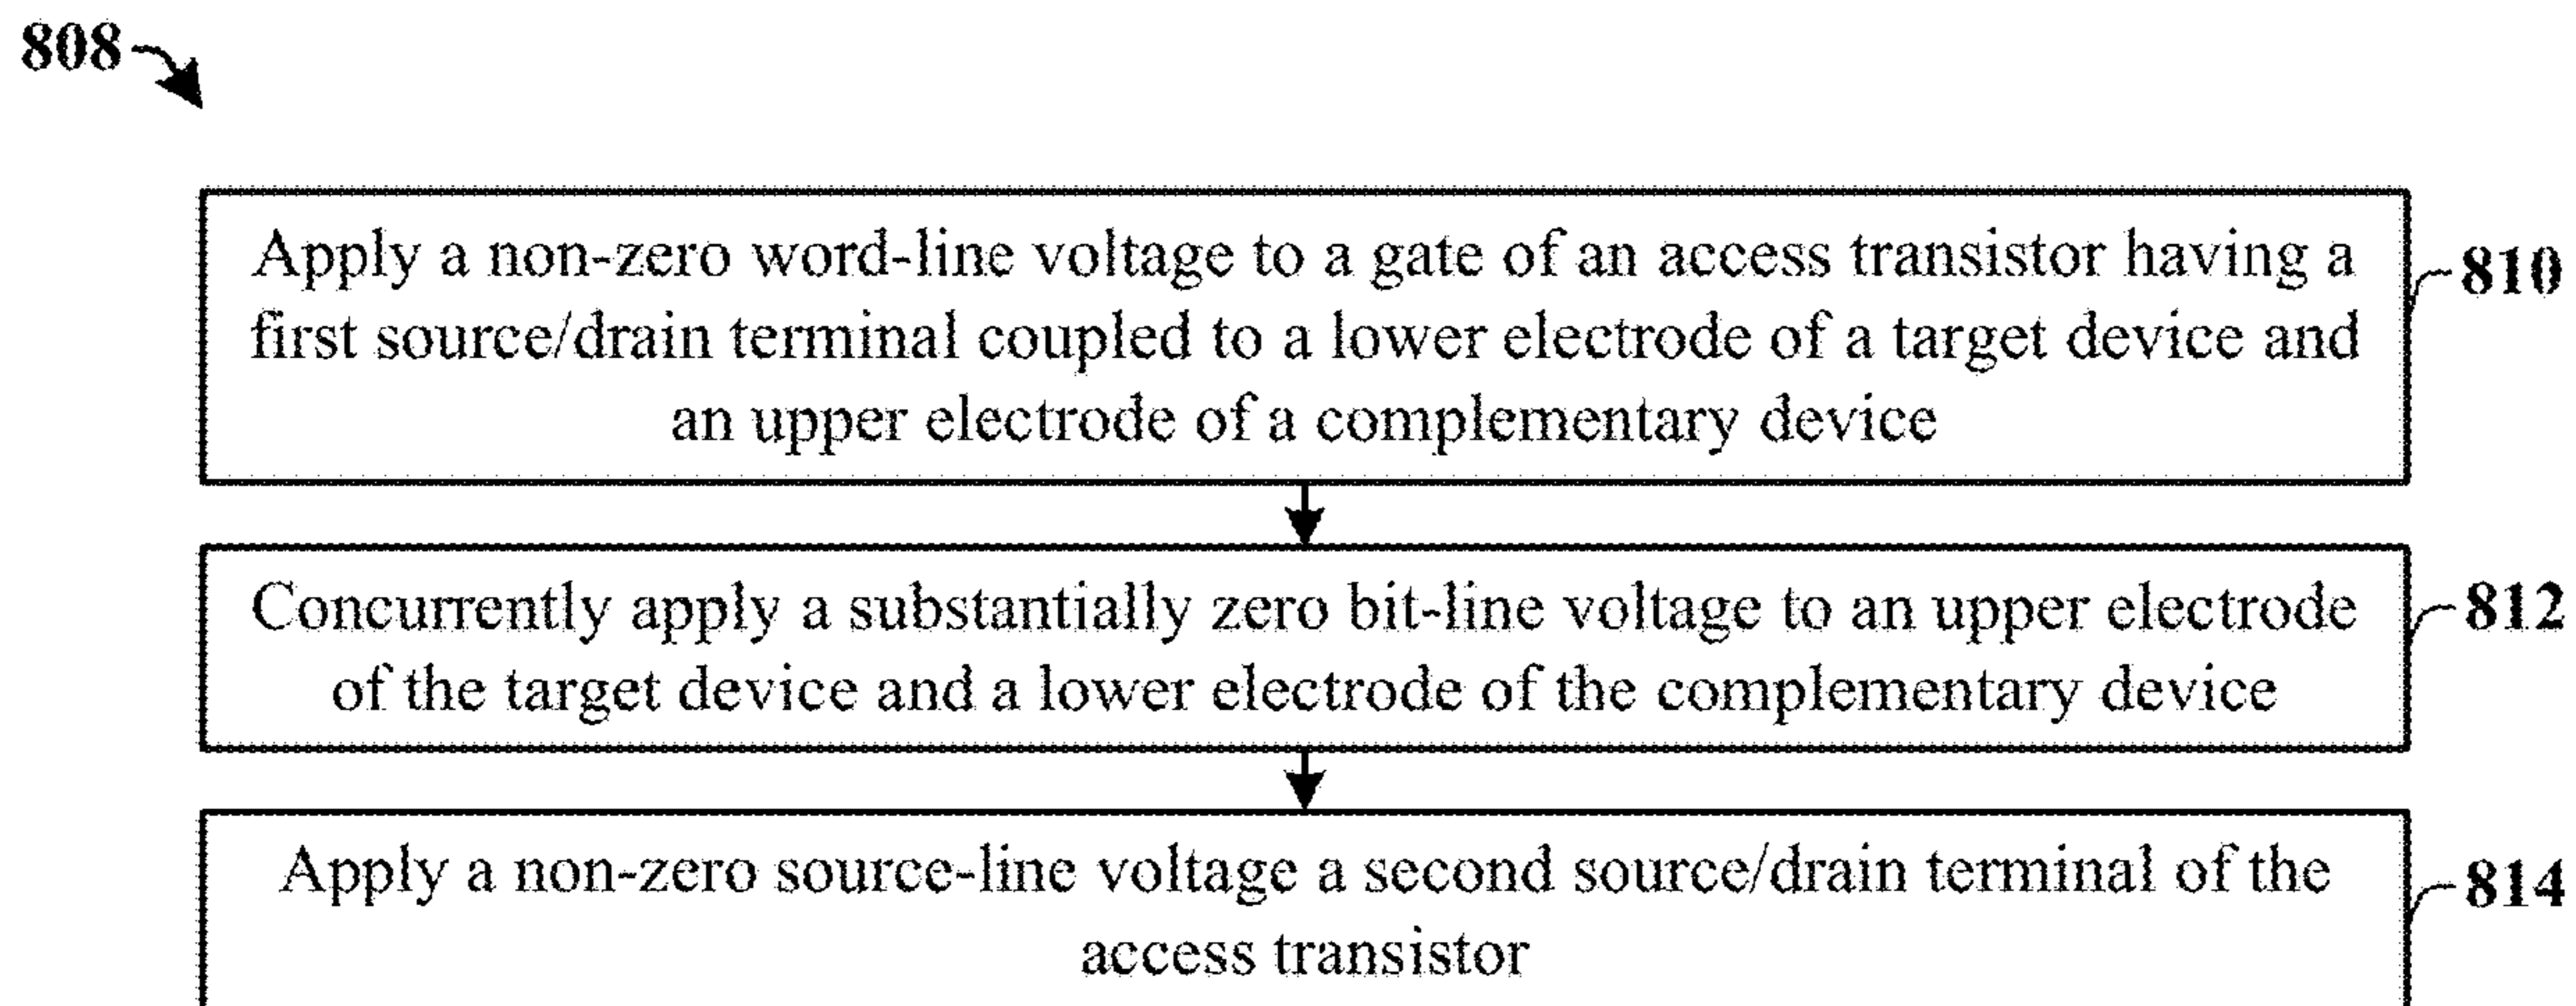 808
Apply a non-zero word-line voltage to a gate of an access transistor having a
first source/drain terminal coupled to a lower electrode of a target device and
an upper electrode of a complementary device
810
Concurrently apply a substantially zero bit-line voltage to an upper electrode
of the target device and a lower electrode of the complementary device
812
Apply a non-zero source-line voltage a second source/drain terminal of the
access transistor
814